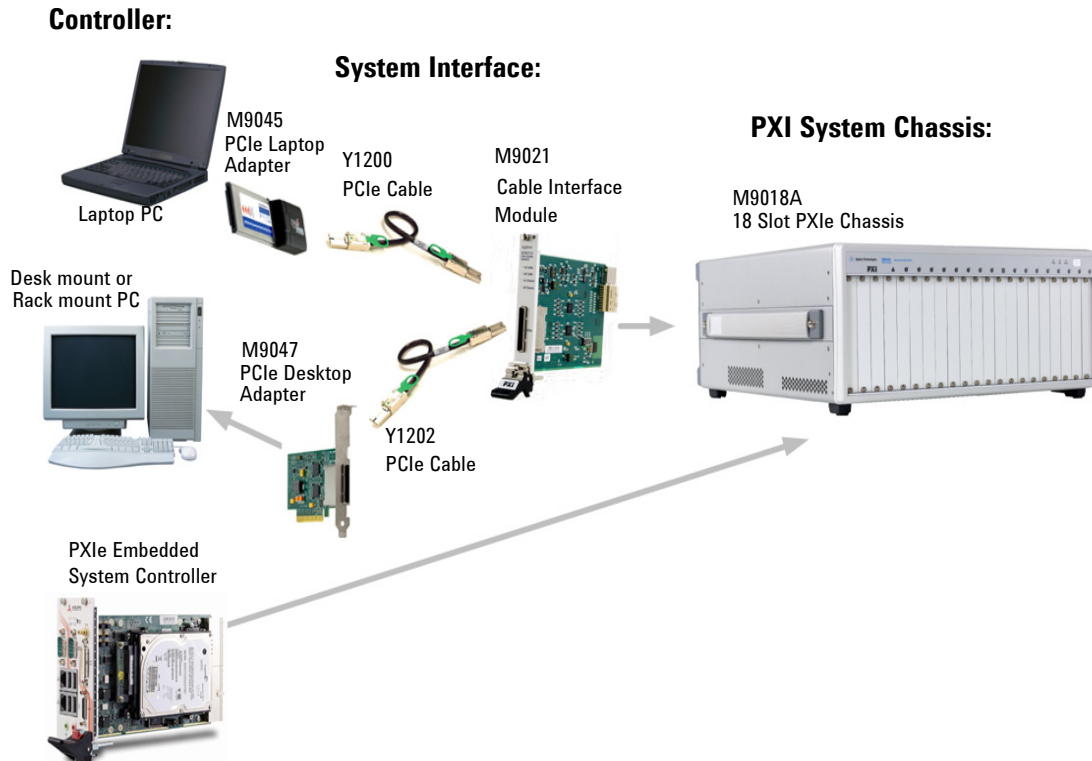 Controller:
System Interface:
PXI System Chassis:
M9045
PCIe Laptop
Adapter
Laptop PC
Y1200
PCIe Cable
M9021
Cable Interface
Module
M9018A
18 Slot PXIe Chassis
Desk mount or
Rack mount PC
M9047
PCIe Desktop
Adapter
Y1202
PCIe Cable
PXIe Embedded
System Controller
PXI
PXI